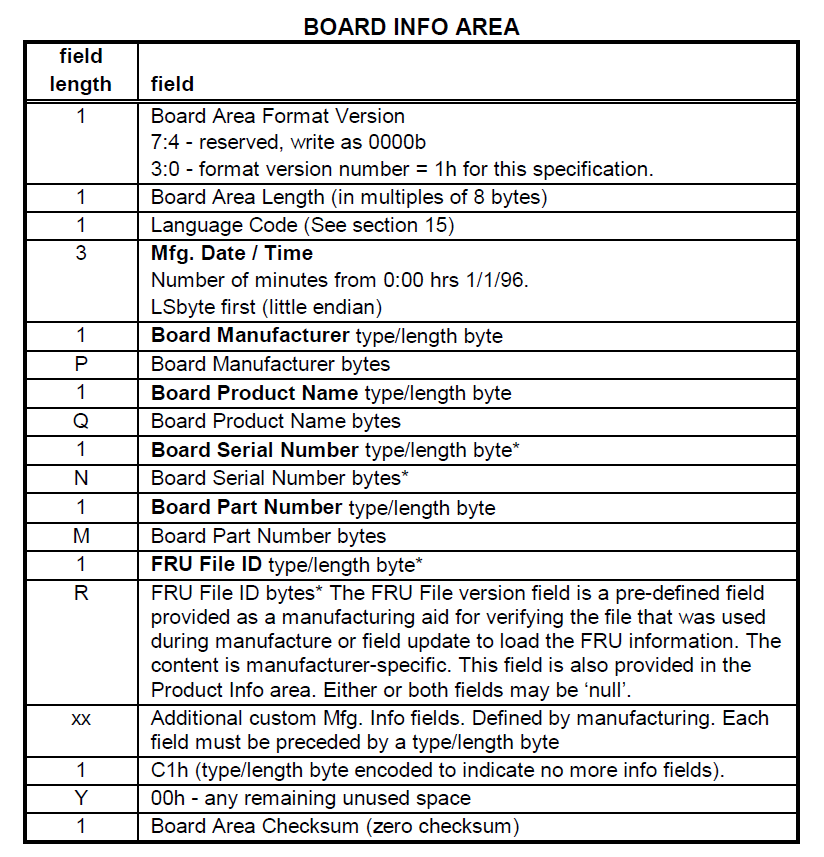 BOARD INFO AREA
field
length field
1 Board Area Format Version
7:4 - reserved, write as 0000b
3:0 - format version number = 1h for this specification.
1 Board Area Length (in multiples of 8 bytes)
1 Language Code (See section 15)
3 Mfg. Date / Time
Number of minutes from 0:00 hrs 1/1/96.
LSbyte first (little endian)
1 Board Manufacturer type/length byte
P Board Manufacturer bytes
1 Board Product Name type/length byte
Q Board Product Name bytes
1 Board Serial Number type/length byte*
N Board Serial Number bytes*
1 Board Part Number type/length byte
M Board Part Number bytes
1 FRU File ID type/length byte*
R FRU File ID bytes* The FRU File version field is a pre-defined field
provided as a manufacturing aid for verifying the file that was used
during manufacture or field update to load the FRU information. The
content is manufacturer-specific. This field is also provided in the
Product Info area. Either or both fields may be ‘null’.
xx Additional custom Mfg. Info fields. Defined by manufacturing. Each
field must be preceded by a type/length byte
1 C1h (type/length byte encoded to indicate no more info fields).
Y 00h - any remaining unused space
1 Board Area Checksum (zero checksum)